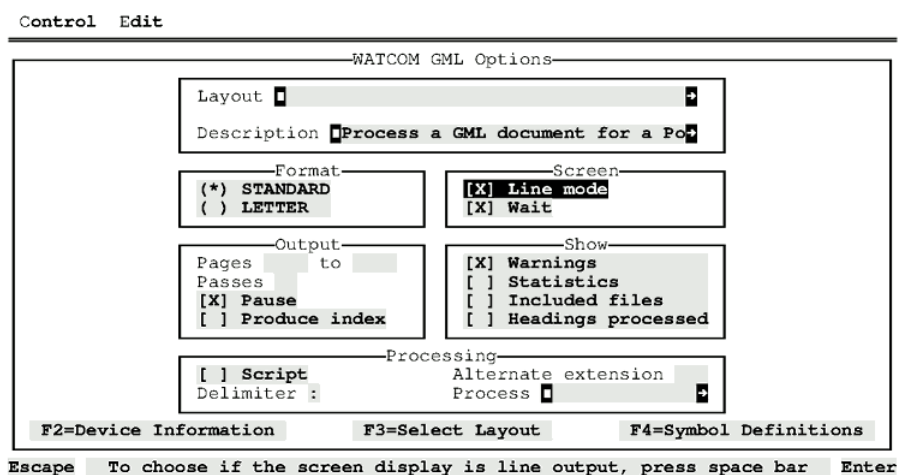 Control Edit
WATCOM GML Options
Layout
Description Process a GML document for a Po
Format
(*) STANDARD
( ) LETTER
Screen
[X] Line mode
[X] Wait
Output
Pages to
Passes
[X] Pause
[ ] Produce index
Show
[X] Warnings
[ ] Statistics
[ ] Included files
[ ] Headings processed
Processing
[ ] Script
Delimiter :
Alternate extension
Process
F2=Device Information F3=Select Layout F4=Symbol Definitions
Escape To choose if the screen display is line output, press space bar Enter